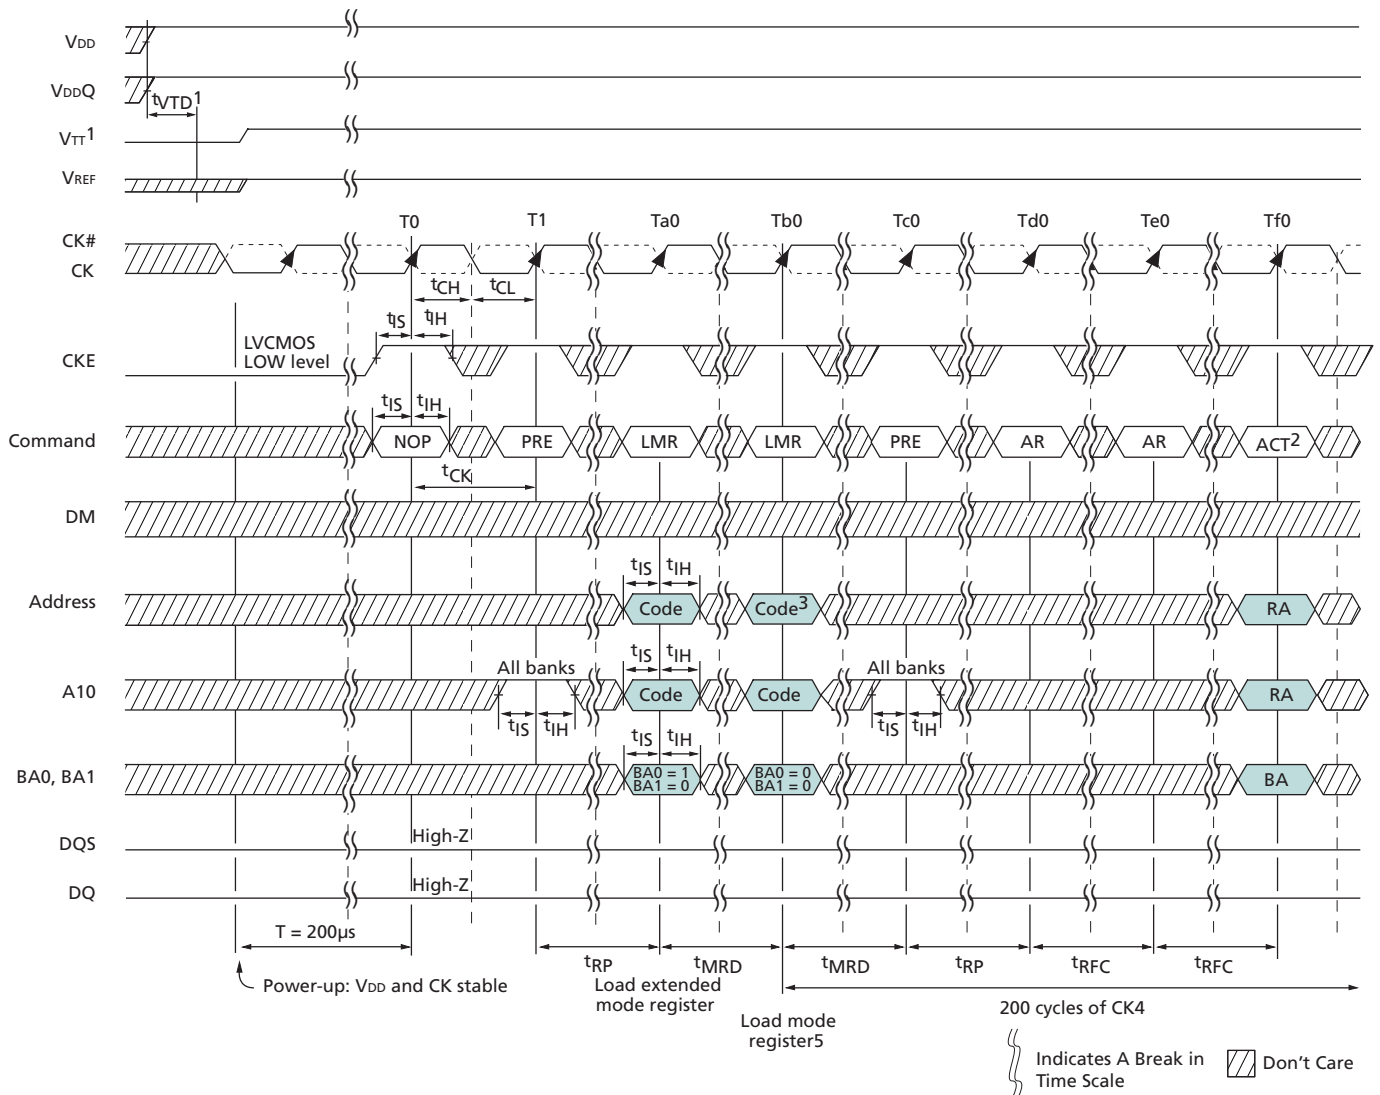 VDD
VDDQ
tVTD1
VTT1
VREF
T0 T1 Ta0 Tb0 Tc0 Td0 Te0 Tf0
CK#
CK
tCH tCL
tIS tIH
LVCMOS
LOW level
CKE
tIS tIH
Command NOP PRE LMR LMR PRE AR AR ACT2
tCK
DM
tIS tIH
Address Code Code3 RA
tIS tIH
All banks All banks
A10 Code Code RA
tIS tIH tIS tIH
tIS tIH
BA0, BA1 BA0 = 1 BA0 = 0 BA
BA1 = 0 BA1 = 0
DQS High-Z
DQ High-Z
T = 200µs
tRP tMRD tMRD tRP tRFC tRFC
Power-up: VDD and CK stable
Load extended
mode register
200 cycles of CK4
Load mode
register5
Indicates A Break in
Time Scale
Don't Care